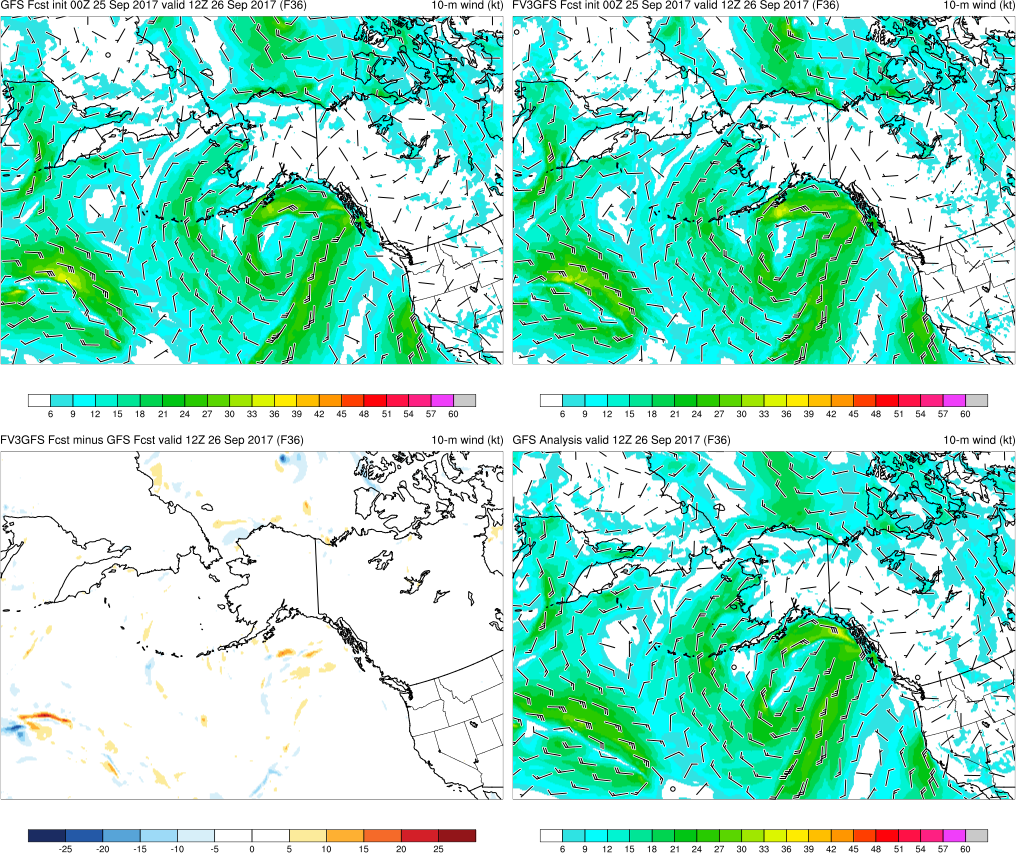 GFS Fcst init 00Z 25 Sep 2017 valid 12Z 26 Sep 2017 (F36) 10-m wind (kt)
FV3GFS Fcst init 00Z 25 Sep 2017 valid 12Z 26 Sep 2017 (F36) 10-m wind (kt)
6 9 12 15 18 21 24 27 30 33 36 39 42 45 48 51 54 57 60
6 9 12 15 18 21 24 27 30 33 36 39 42 45 48 51 54 57 60
FV3GFS Fcst minus GFS Fcst valid 12Z 26 Sep 2017 (F36) 10-m wind (kt)
GFS Analysis valid 12Z 26 Sep 2017 (F36) 10-m wind (kt)
-25 -20 -15 -10 -5 0 5 10 15 20 25
6 9 12 15 18 21 24 27 30 33 36 39 42 45 48 51 54 57 60